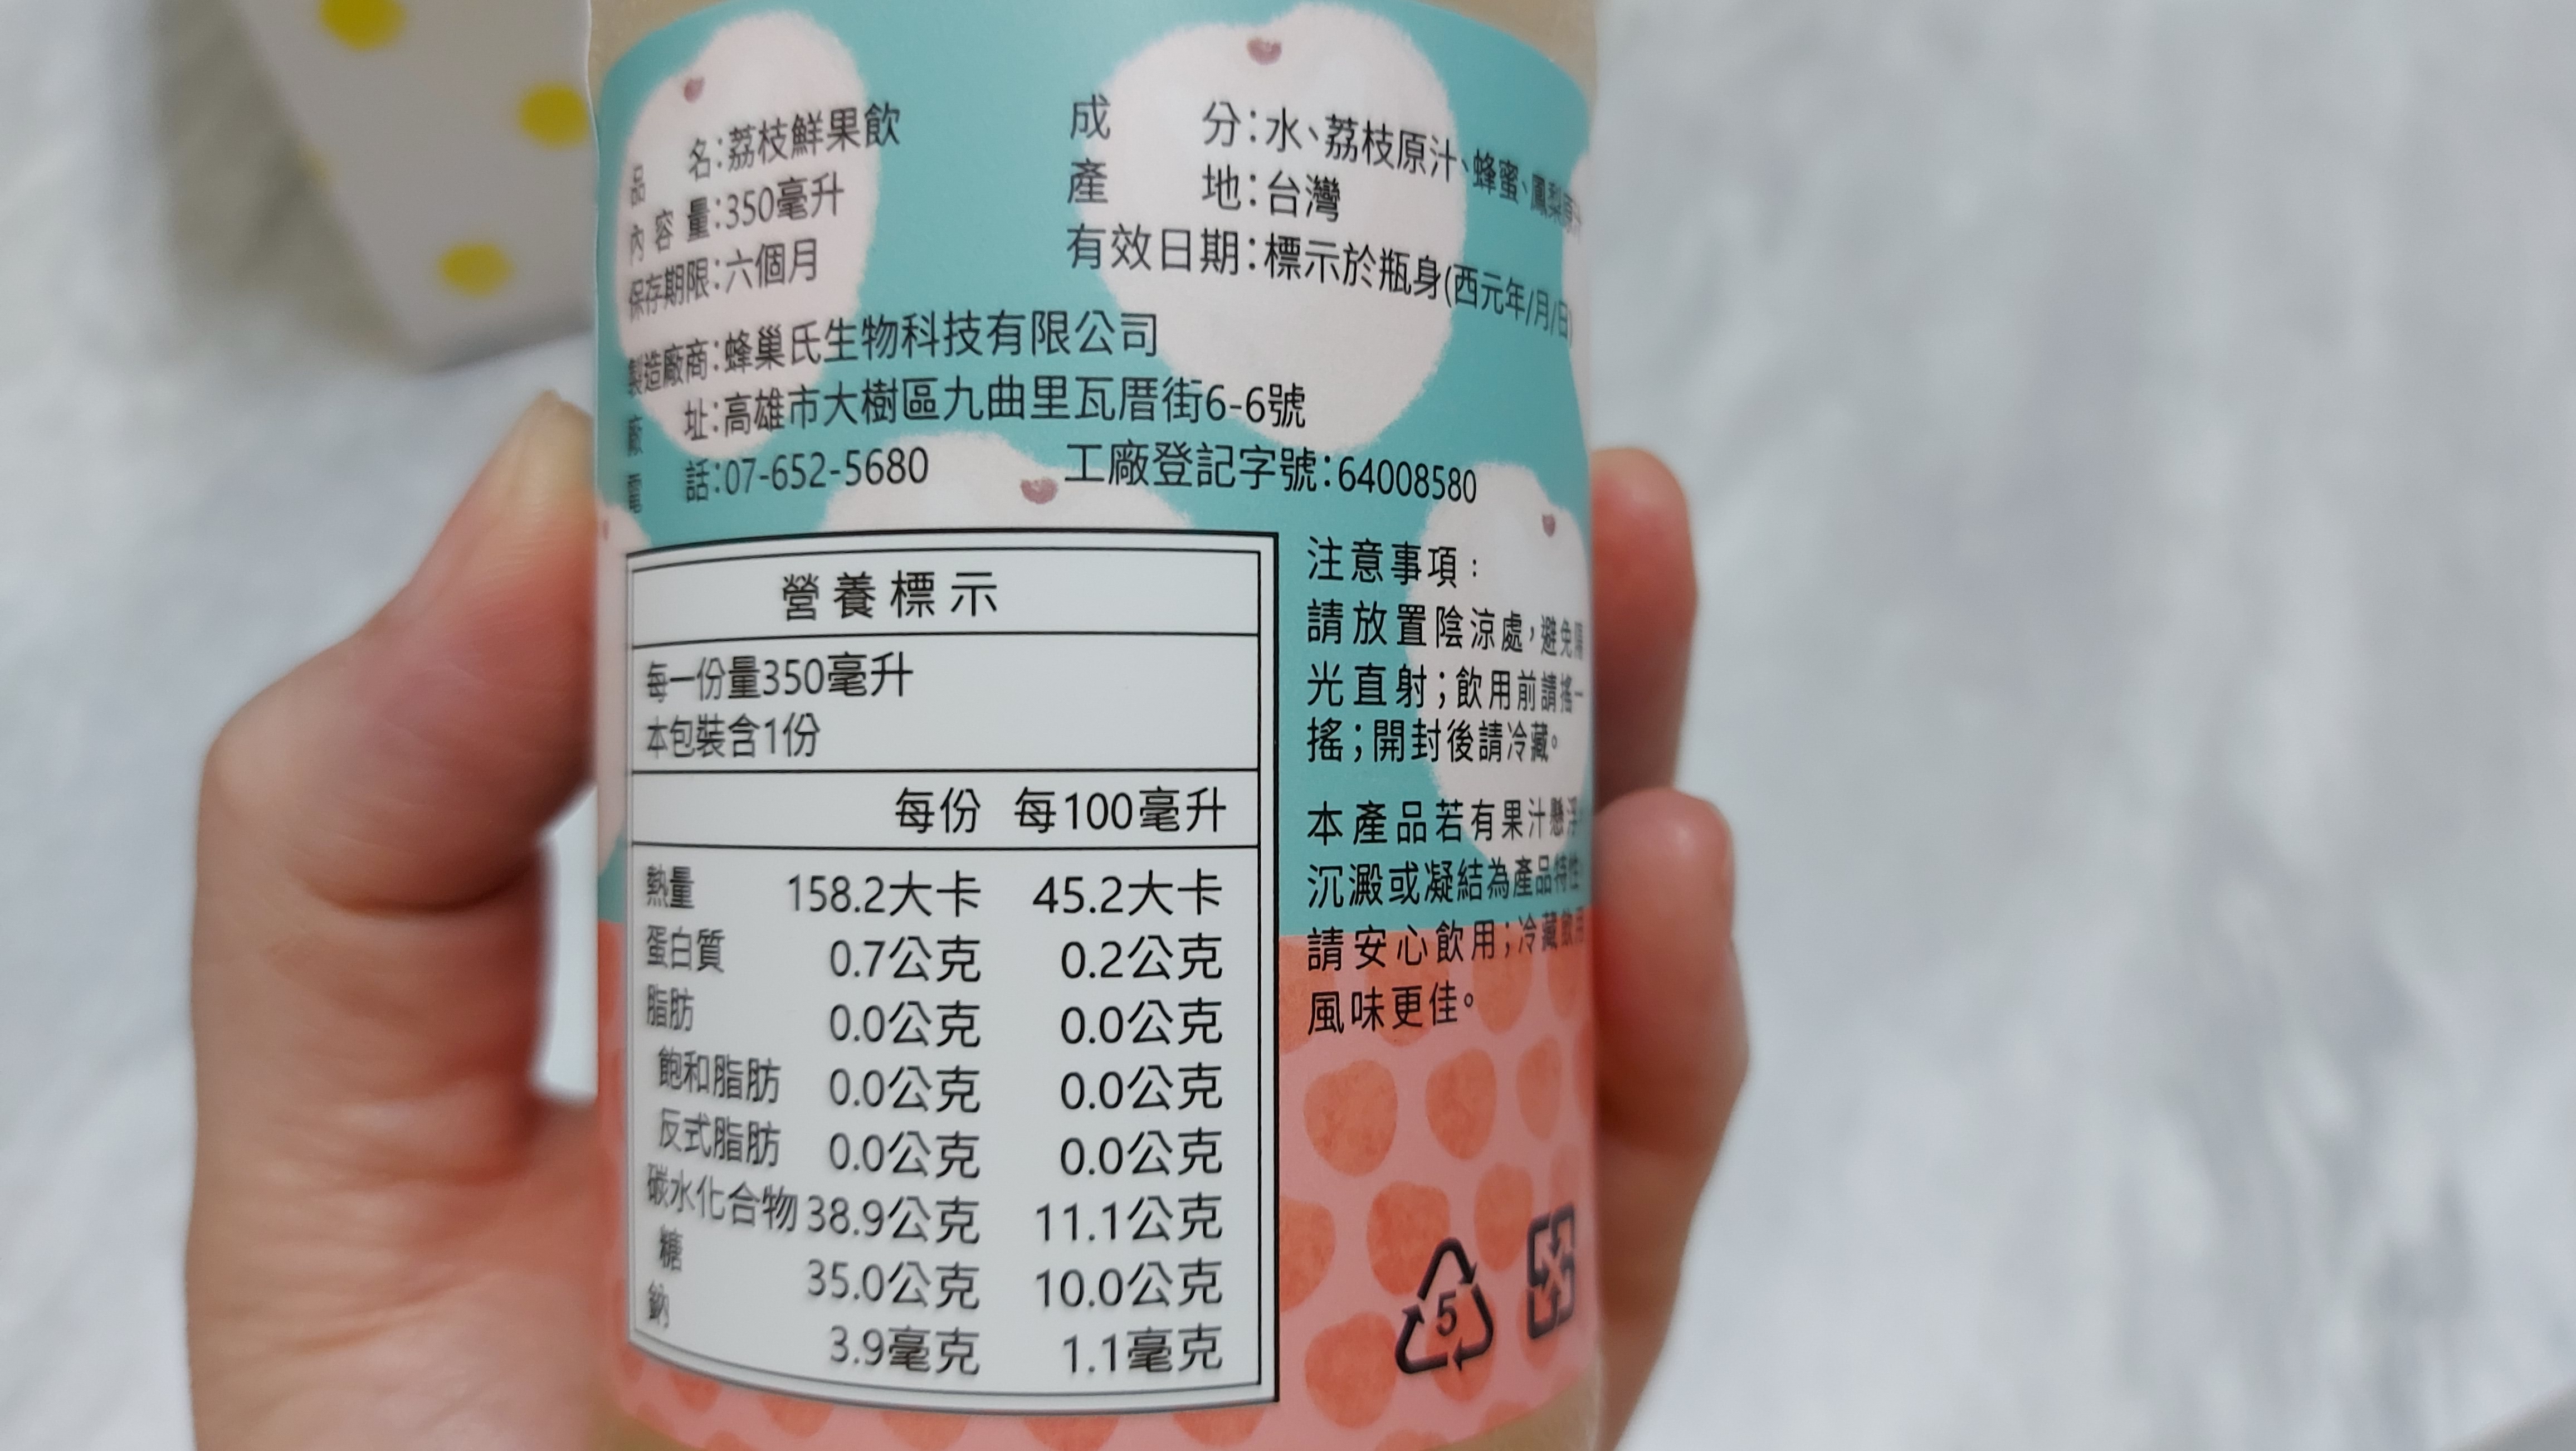 品名:荔枝鮮果飲
內容量:350毫升
保存期限:六個月
成分:水、荔枝原汁、蜂蜜、鳳梨原汁
產地:台灣
有效日期:標示於瓶身(西元年/月/日)
製造廠商:蜂巢氏生物科技有限公司
廠址:高雄市大樹區九曲里瓦厝街6-6號
電話:07-652-5680
工廠登記字號:64008580
營養標示
每一份量350毫升
本包裝含1份
每份 每100毫升
熱量 158.2大卡 45.2大卡
蛋白質 0.7公克 0.2公克
脂肪 0.0公克 0.0公克
飽和脂肪 0.0公克 0.0公克
反式脂肪 0.0公克 0.0公克
碳水化合物 38.9公克 11.1公克
糖 35.0公克 10.0公克
鈉 3.9毫克 1.1毫克
注意事項:
請放置陰涼處,避免陽
光直射;飲用前請搖一
搖;開封後請冷藏。
本產品若有果汁懸浮
沉澱或凝結為產品特性
請安心飲用;冷藏飲用
風味更佳。
5